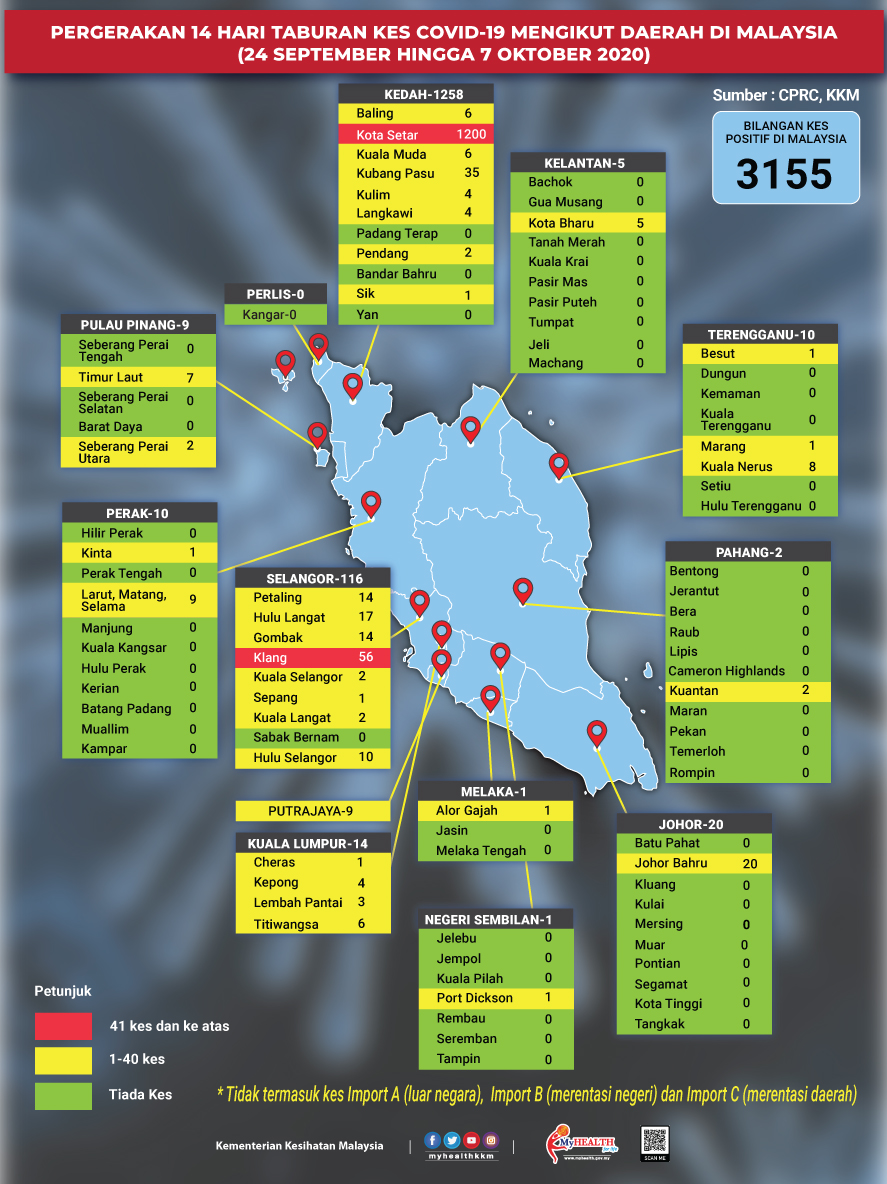 PERGERAKAN 14 HARI TABURAN KES COVID-19 MENGIKUT DAERAH DI MALAYSIA
(24 SEPTEMBER HINGGA 7 OKTOBER 2020)
Sumber : CPRC, KKM
BILANGAN KES
POSITIF DI MALAYSIA
3155
KEDAH-1258
Baling 6
Kota Setar 1200
Kuala Muda 6
Kubang Pasu 35
Kulim 4
Langkawi 4
Padang Terap 0
Pendang 2
Bandar Bahru 0
Sik 1
Yan 0
KELANTAN-5
Bachok 0
Gua Musang 0
Kota Bharu 5
Tanah Merah 0
Kuala Krai 0
Pasir Mas 0
Pasir Puteh 0
Tumpat 0
Jeli 0
Machang 0
PERLIS-0
Kangar-0
PULAU PINANG-9
Seberang Perai
Tengah 0
Timur Laut 7
Seberang Perai
Selatan 0
Barat Daya 0
Seberang Perai
Utara 2
TERENGGANU-10
Besut 1
Dungun 0
Kemaman 0
Kuala
Terengganu 0
Marang 1
Kuala Nerus 8
Setiu 0
Hulu Terengganu 0
PERAK-10
Hilir Perak 0
Kinta 1
Perak Tengah 0
Larut, Matang,
Selama 9
Manjung 0
Kuala Kangsar 0
Hulu Perak 0
Kerian 0
Batang Padang 0
Muallim 0
Kampar 0
SELANGOR-116
Petaling 14
Hulu Langat 17
Gombak 14
Klang 56
Kuala Selangor 2
Sepang 1
Kuala Langat 2
Sabak Bernam 0
Hulu Selangor 10
PAHANG-2
Bentong 0
Jerantut 0
Bera 0
Raub 0
Lipis 0
Cameron Highlands 0
Kuantan 2
Maran 0
Pekan 0
Temerloh 0
Rompin 0
PUTRAJAYA-9
KUALA LUMPUR-14
Cheras 1
Kepong 4
Lembah Pantai 3
Titiwangsa 6
MELAKA-1
Alor Gajah 1
Jasin 0
Melaka Tengah 0
NEGERI SEMBILAN-1
Jelebu 0
Jempol 0
Kuala Pilah 0
Port Dickson 1
Rembau 0
Seremban 0
Tampin 0
JOHOR-20
Batu Pahat 0
Johor Bahru 20
Kluang 0
Kulai 0
Mersing 0
Muar 0
Pontian 0
Segamat 0
Kota Tinggi 0
Tangkak 0
Petunjuk
41 kes dan ke atas
1-40 kes
Tiada Kes
* Tidak termasuk kes Import A (luar negara), Import B (merentasi negeri) dan Import C (merentasi daerah)
Kementerian Kesihatan Malaysia
myhealthkkm
MyHEALTH
for life
www.myhealth.gov.my
SCAN ME